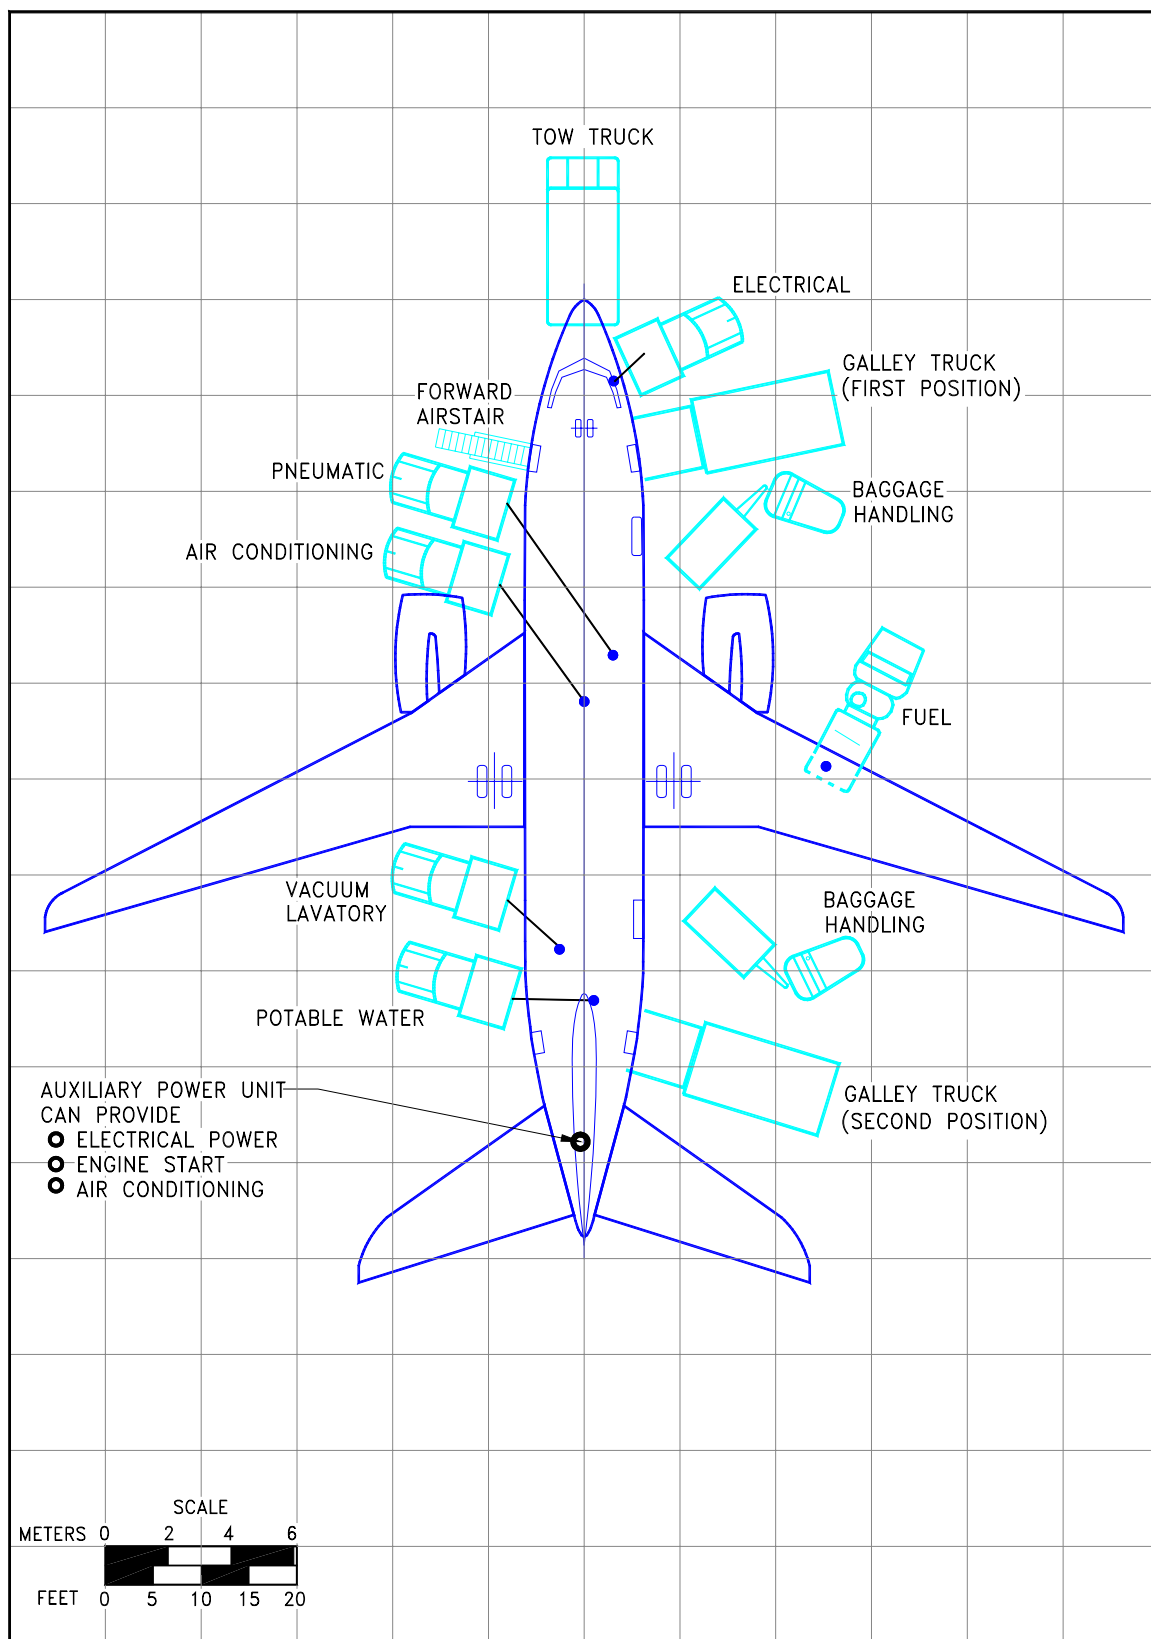 TOW TRUCK
ELECTRICAL
GALLEY TRUCK
(FIRST POSITION)
FORWARD
AIRSTAIR
PNEUMATIC
BAGGAGE
HANDLING
AIR CONDITIONING
FUEL
VACUUM
LAVATORY
BAGGAGE
HANDLING
POTABLE WATER
AUXILIARY POWER UNIT
CAN PROVIDE
ELECTRICAL POWER
ENGINE START
AIR CONDITIONING
GALLEY TRUCK
(SECOND POSITION)
SCALE
METERS 0 2 4 6
FEET 0 5 10 15 20